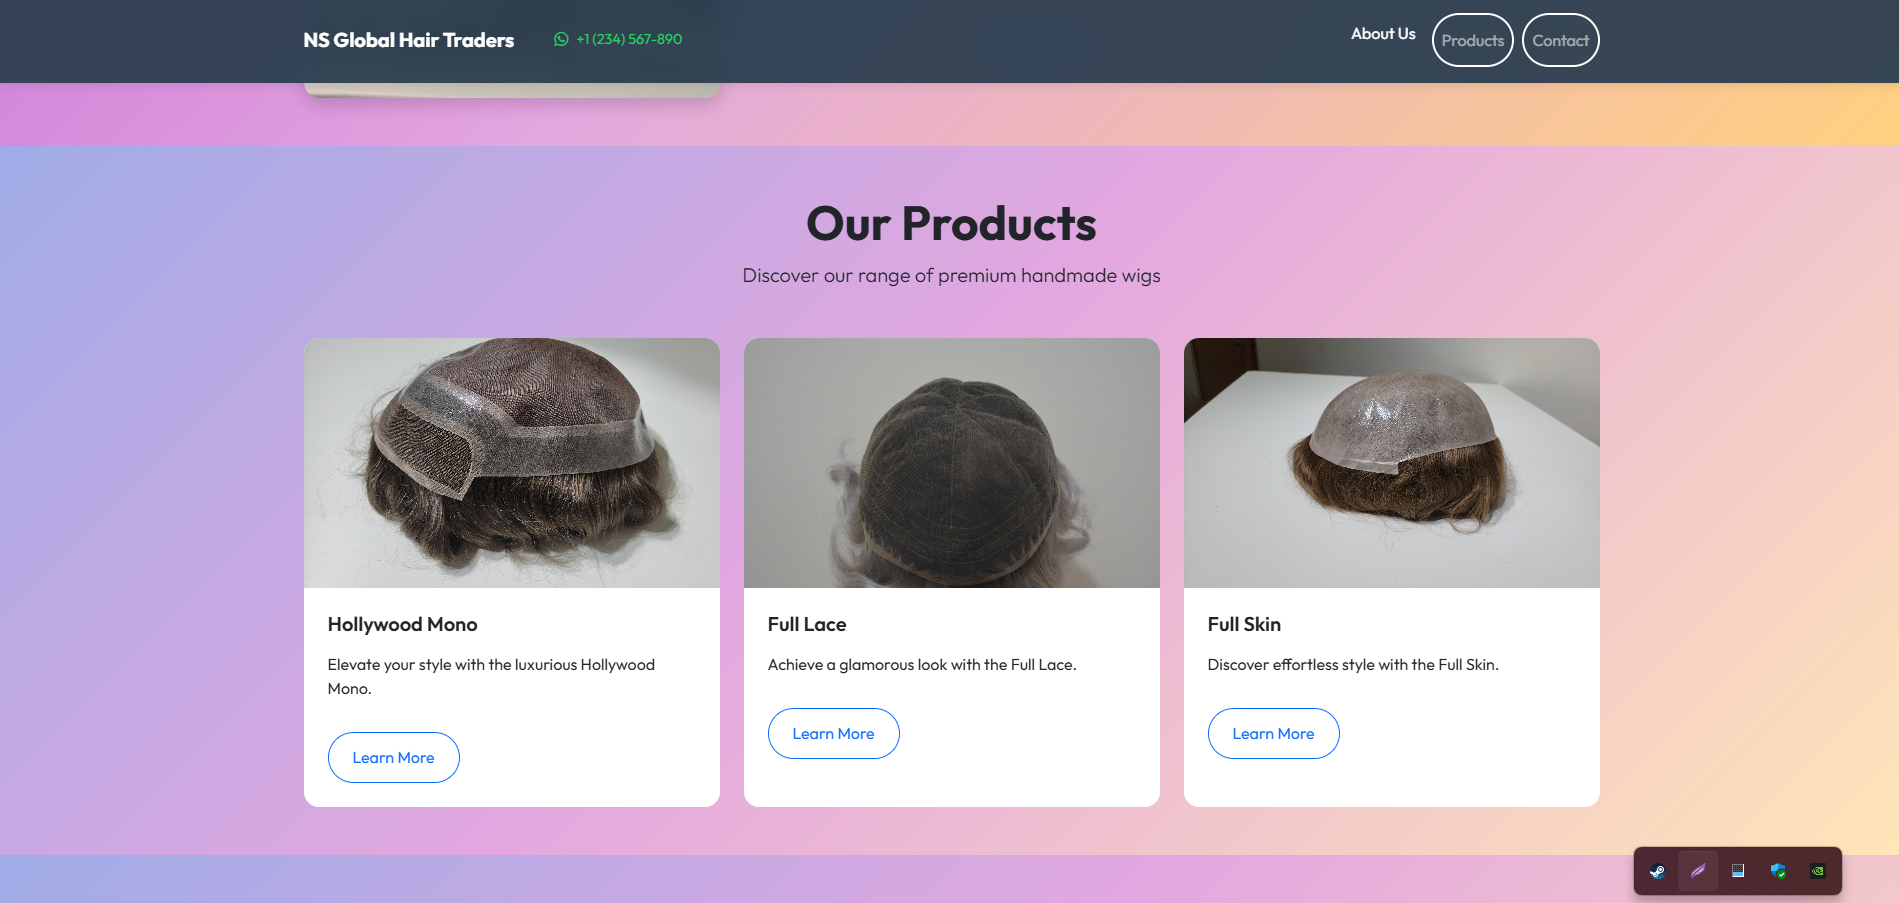 NS Global Hair Traders
+1 (234) 567-890
About Us
Products
Contact
Our Products
Discover our range of premium handmade wigs
Hollywood Mono
Elevate your style with the luxurious Hollywood
Mono.
Learn More
Full Lace
Achieve a glamorous look with the Full Lace.
Learn More
Full Skin
Discover effortless style with the Full Skin.
Learn More